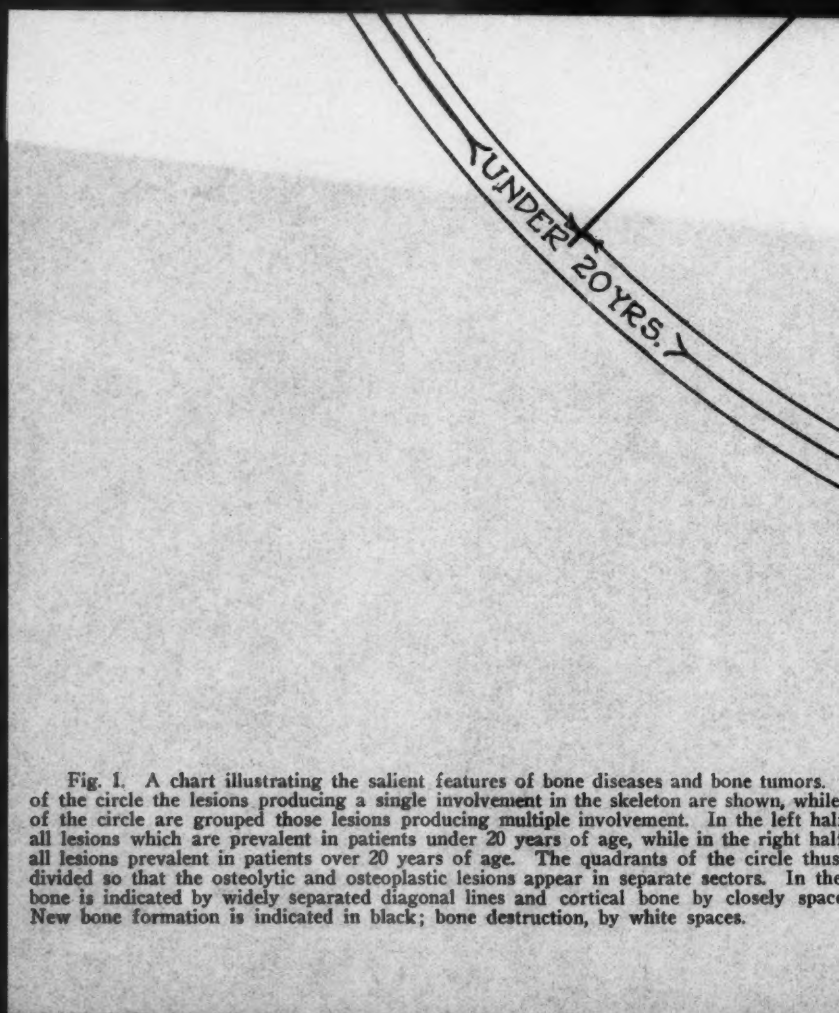 UNDER 20 YRS.
Fig. 1. A chart illustrating the salient features of bone diseases and bone tumors.
of the circle the lesions producing a single involvement in the skeleton are shown, while
of the circle are grouped those lesions producing multiple involvement. In the left hal
all lesions which are prevalent in patients under 20 years of age, while in the right hal
all lesions prevalent in patients over 20 years of age. The quadrants of the circle thus
divided so that the osteolytic and osteoplastic lesions appear in separate sectors. In the
bone is indicated by widely separated diagonal lines and cortical bone by closely spac
New bone formation is indicated in black; bone destruction, by white spaces.